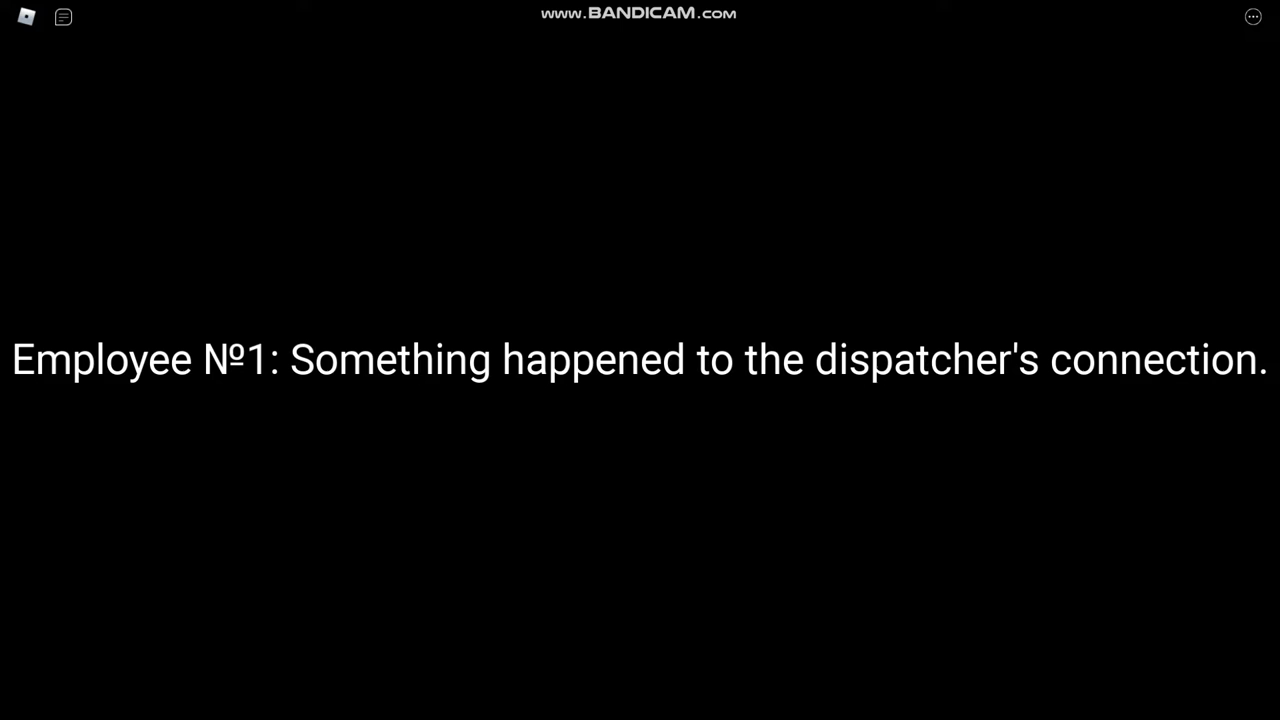 www.BANDICAM.com
Employee №1: Something happened to the dispatcher's connection.